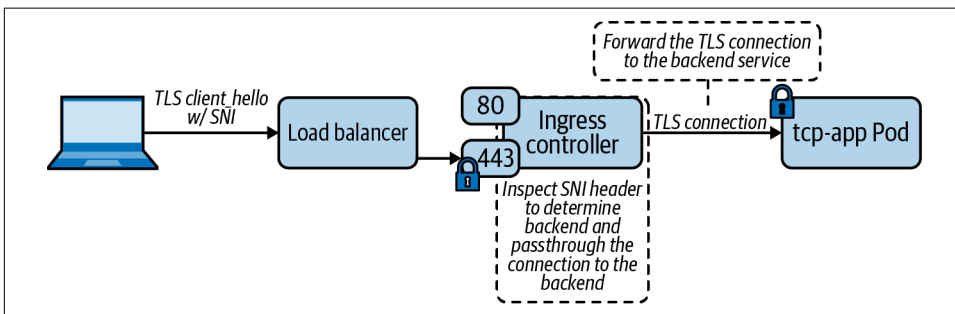 Forward the TLS connection
to the backend service
TLS client_hello
w/ SNI
Load balancer
80
443
Ingress
controller
TLS connection
tcp-app Pod
Inspect SNI header
to determine
backend and
passthrough the
connection to the
backend